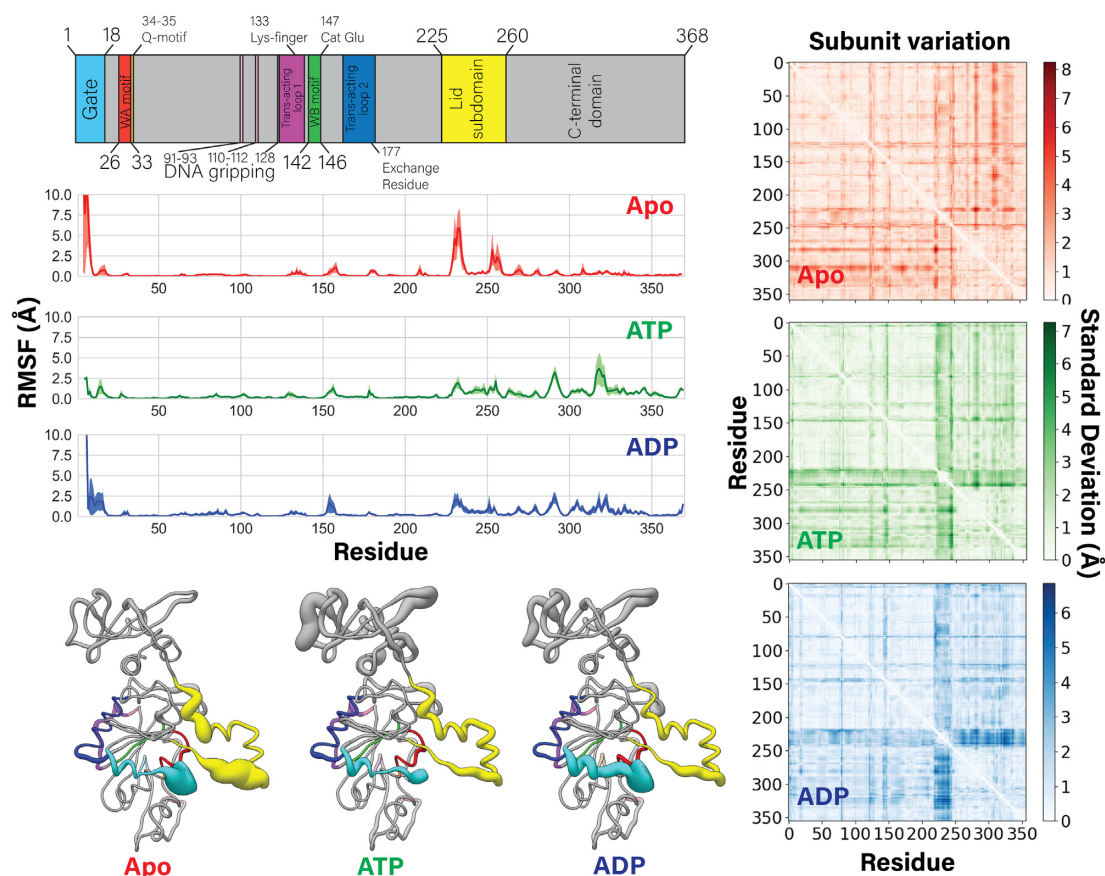 1
18
34-35
Q-motif
133
Lys-finger
147
Cat Glu
225
260
368
Gate
WA motif
Trans-acting
loop 1
WB motif
Trans-acting
loop 2
Lid
subdomain
C-terminal
domain
26
33
91-93
110-112
128
142
146
DNA gripping
177
Exchange
Residue
RMSF (Å)
Apo
10.0
7.5
5.0
2.5
0.0
50 100 150 200 250 300 350
ATP
10.0
7.5
5.0
2.5
0.0
50 100 150 200 250 300 350
ADP
10.0
7.5
5.0
2.5
0.0
50 100 150 200 250 300 350
Residue
Apo
ATP
ADP
Subunit variation
0
50
100
150
200
250
300
350
Apo
8
7
6
5
4
3
2
1
0
0
50
100
150
200
250
300
350
ATP
7
6
5
4
3
2
1
0
0
50
100
150
200
250
300
350
ADP
6
5
4
3
2
1
0
0 50 100 150 200 250 300 350
Residue
Residue
Standard Deviation (Å)